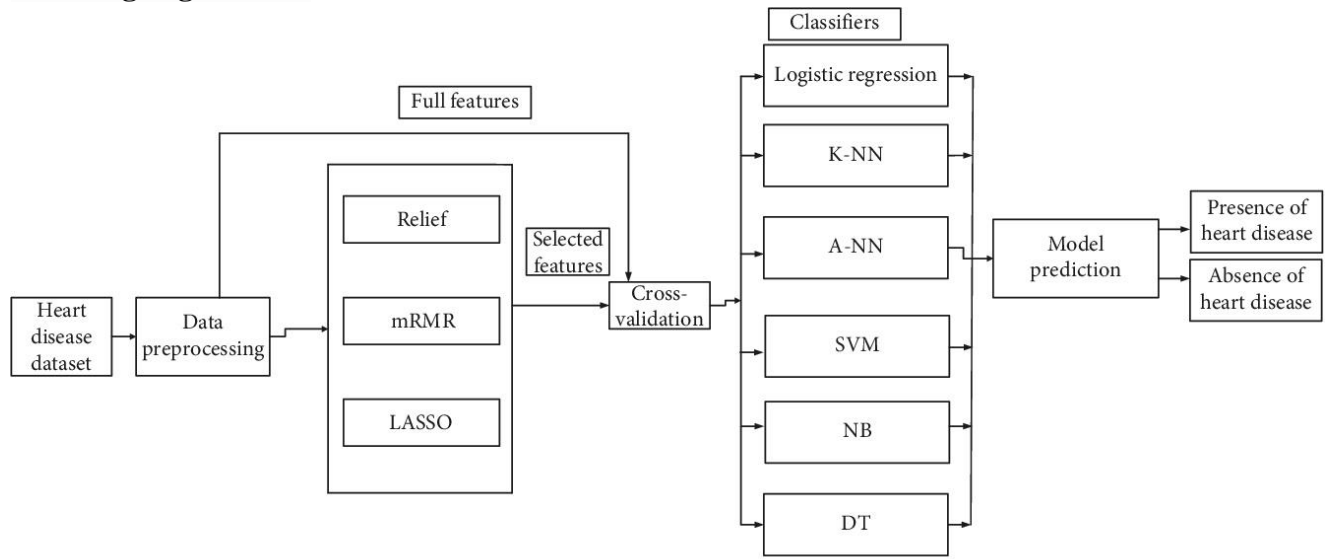 Classifiers
Logistic regression
Full features
K-NN
Relief
Selected
features
A-NN
Model
prediction
Presence of
heart disease
Absence of
heart disease
Heart
disease
dataset
Data
preprocessing
mRMR
Cross-
validation
SVM
LASSO
NB
DT